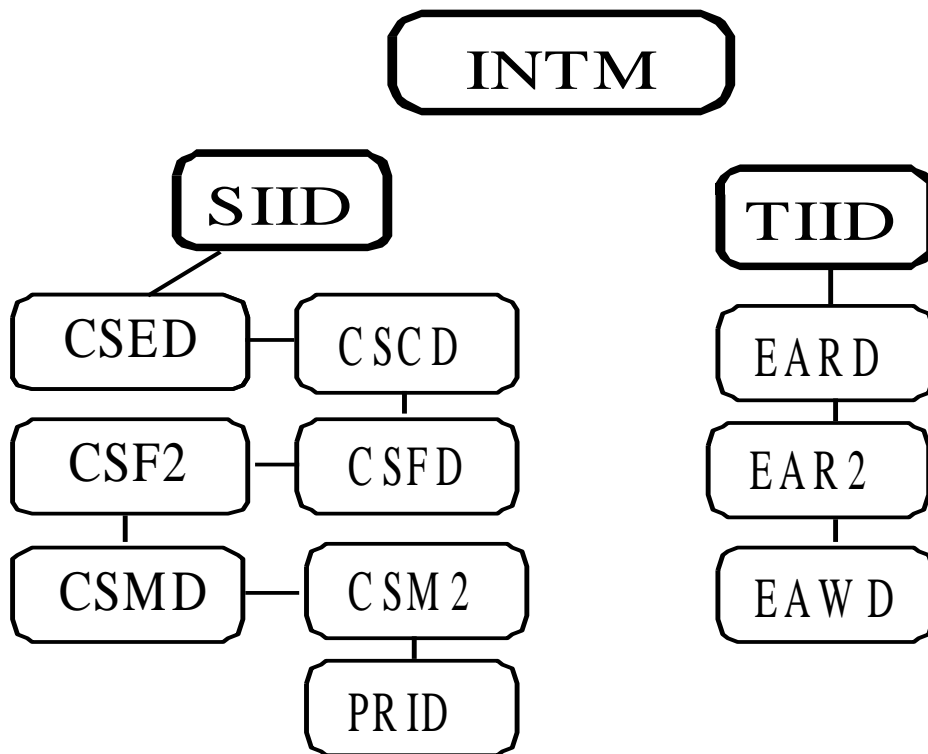 INTM
SIID
TIID
CSED
CSCD
EARD
CSF2
CSFD
EAR2
CSMD
CSM2
EAWD
PRID